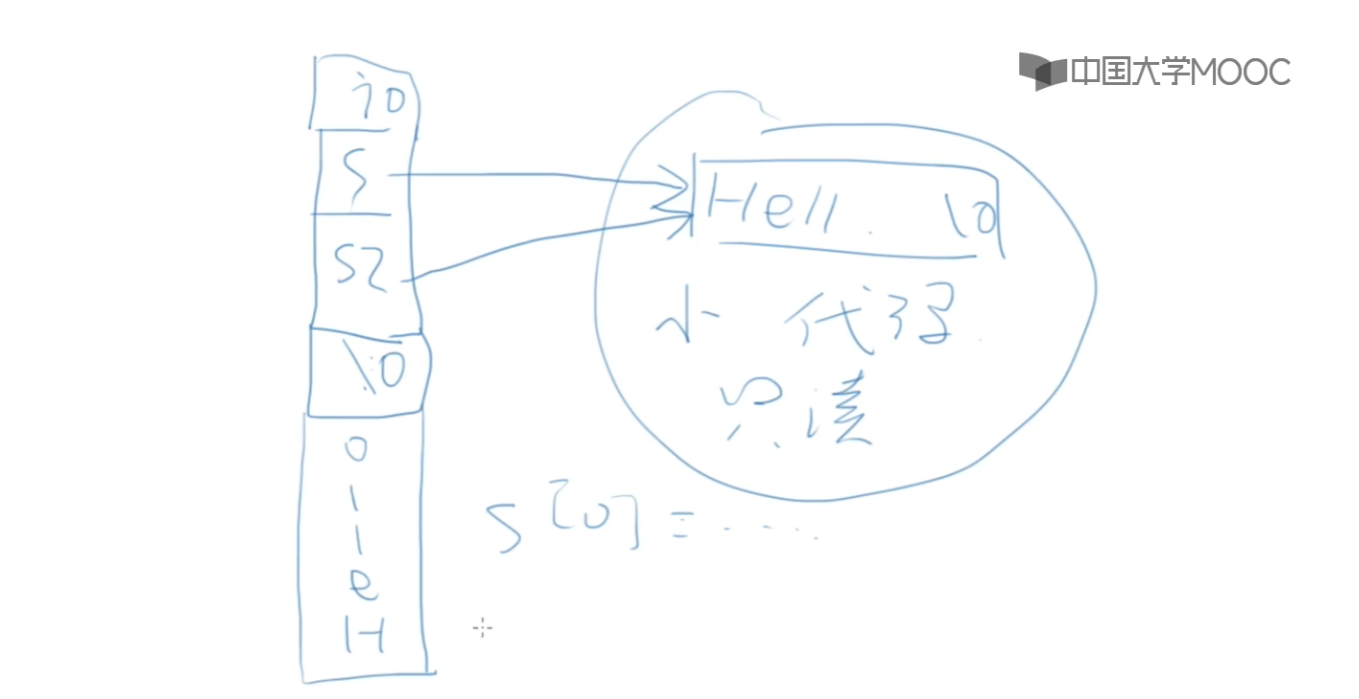 中国大学MOOC
i0
S
S2
\0
o
l
l
e
H
Hell. \0
小 代码
只读
S[0]=.....